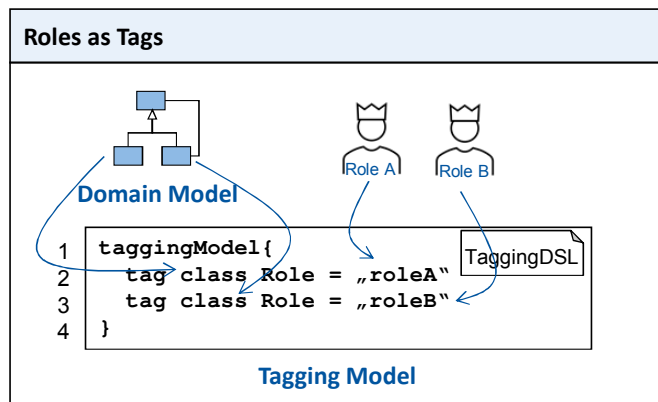 Roles as Tags
Role A
Role B
Domain Model
TaggingDSL
1 taggingModel{
2 tag class Role = „roleA“
3 tag class Role = „roleB“
4 }
Tagging Model